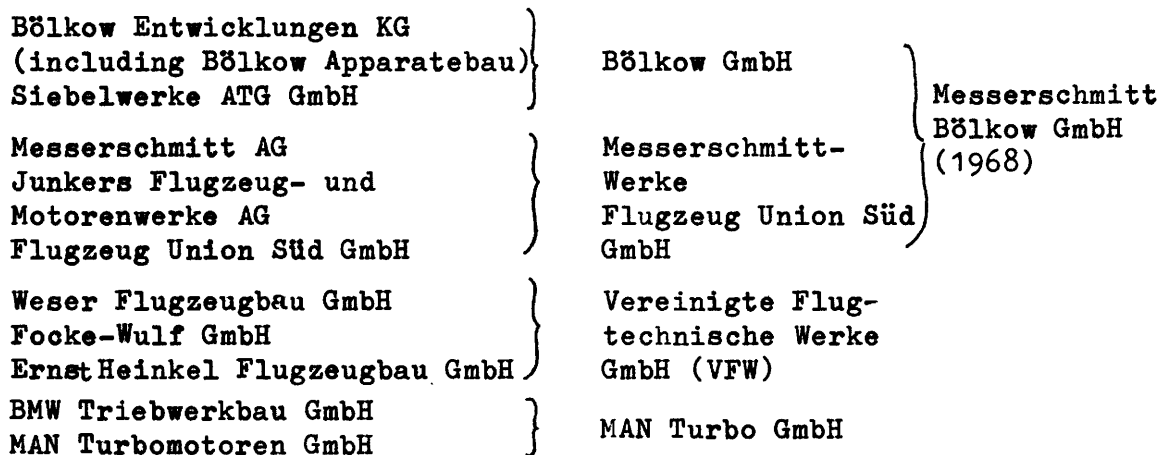 Bölkow Entwicklungen KG
(including Bölkow Apparatebau)
Siebelwerke ATG GmbH
Bölkow GmbH
Messerschmitt AG
Junkers Flugzeug- und
Motorenwerke AG
Flugzeug Union Süd GmbH
Messerschmitt-
Werke
Flugzeug Union Süd
GmbH
Messerschmitt
Bölkow GmbH
(1968)
Weser Flugzeugbau GmbH
Focke-Wulf GmbH
Ernst Heinkel Flugzeugbau GmbH
Vereinigte Flug-
technische Werke
GmbH (VFW)
BMW Triebwerkbau GmbH
MAN Turbomotoren GmbH
MAN Turbo GmbH